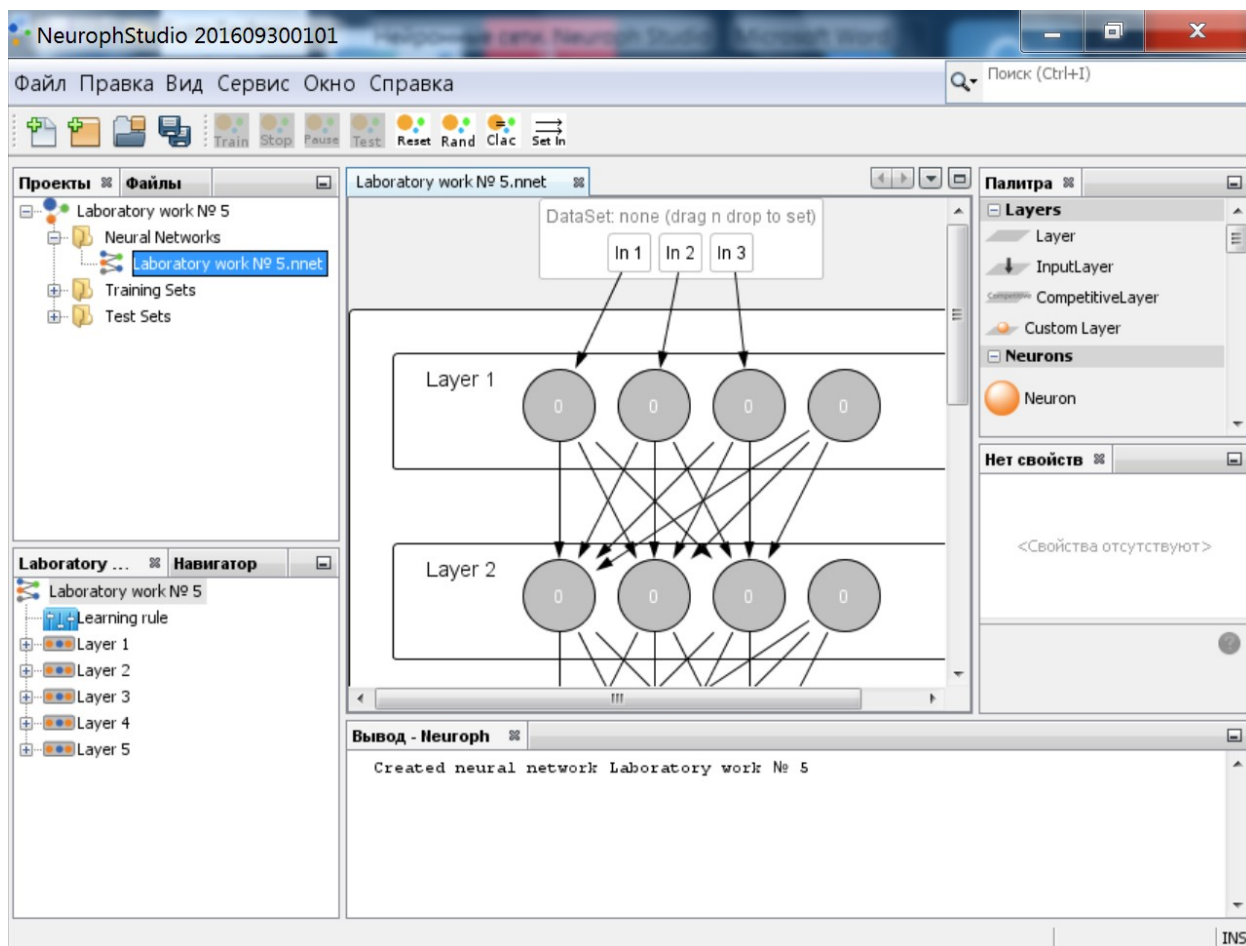 NeurophStudio 201609300101
Файл Правка Вид Сервис Окно Справка
Поиск (Ctrl+I)
Train Stop Pause Test Reset Rand Clac Set In
Проекты Файлы
Laboratory work № 5
Neural Networks
Laboratory work № 5.nnet
Training Sets
Test Sets
Laboratory ... Навигатор
Laboratory work № 5
Learning rule
Layer 1
Layer 2
Layer 3
Layer 4
Layer 5
Laboratory work № 5.nnet
DataSet: none (drag n drop to set)
In 1 In 2 In 3
Layer 1
0 0 0 0
Layer 2
0 0 0 0
Вывод - Neuroph
Created neural network Laboratory work № 5
Палитра
Layers
Layer
InputLayer
Competitive CompetitiveLayer
Custom Layer
Neurons
Neuron
Нет свойств
<Свойства отсутствуют>
INS